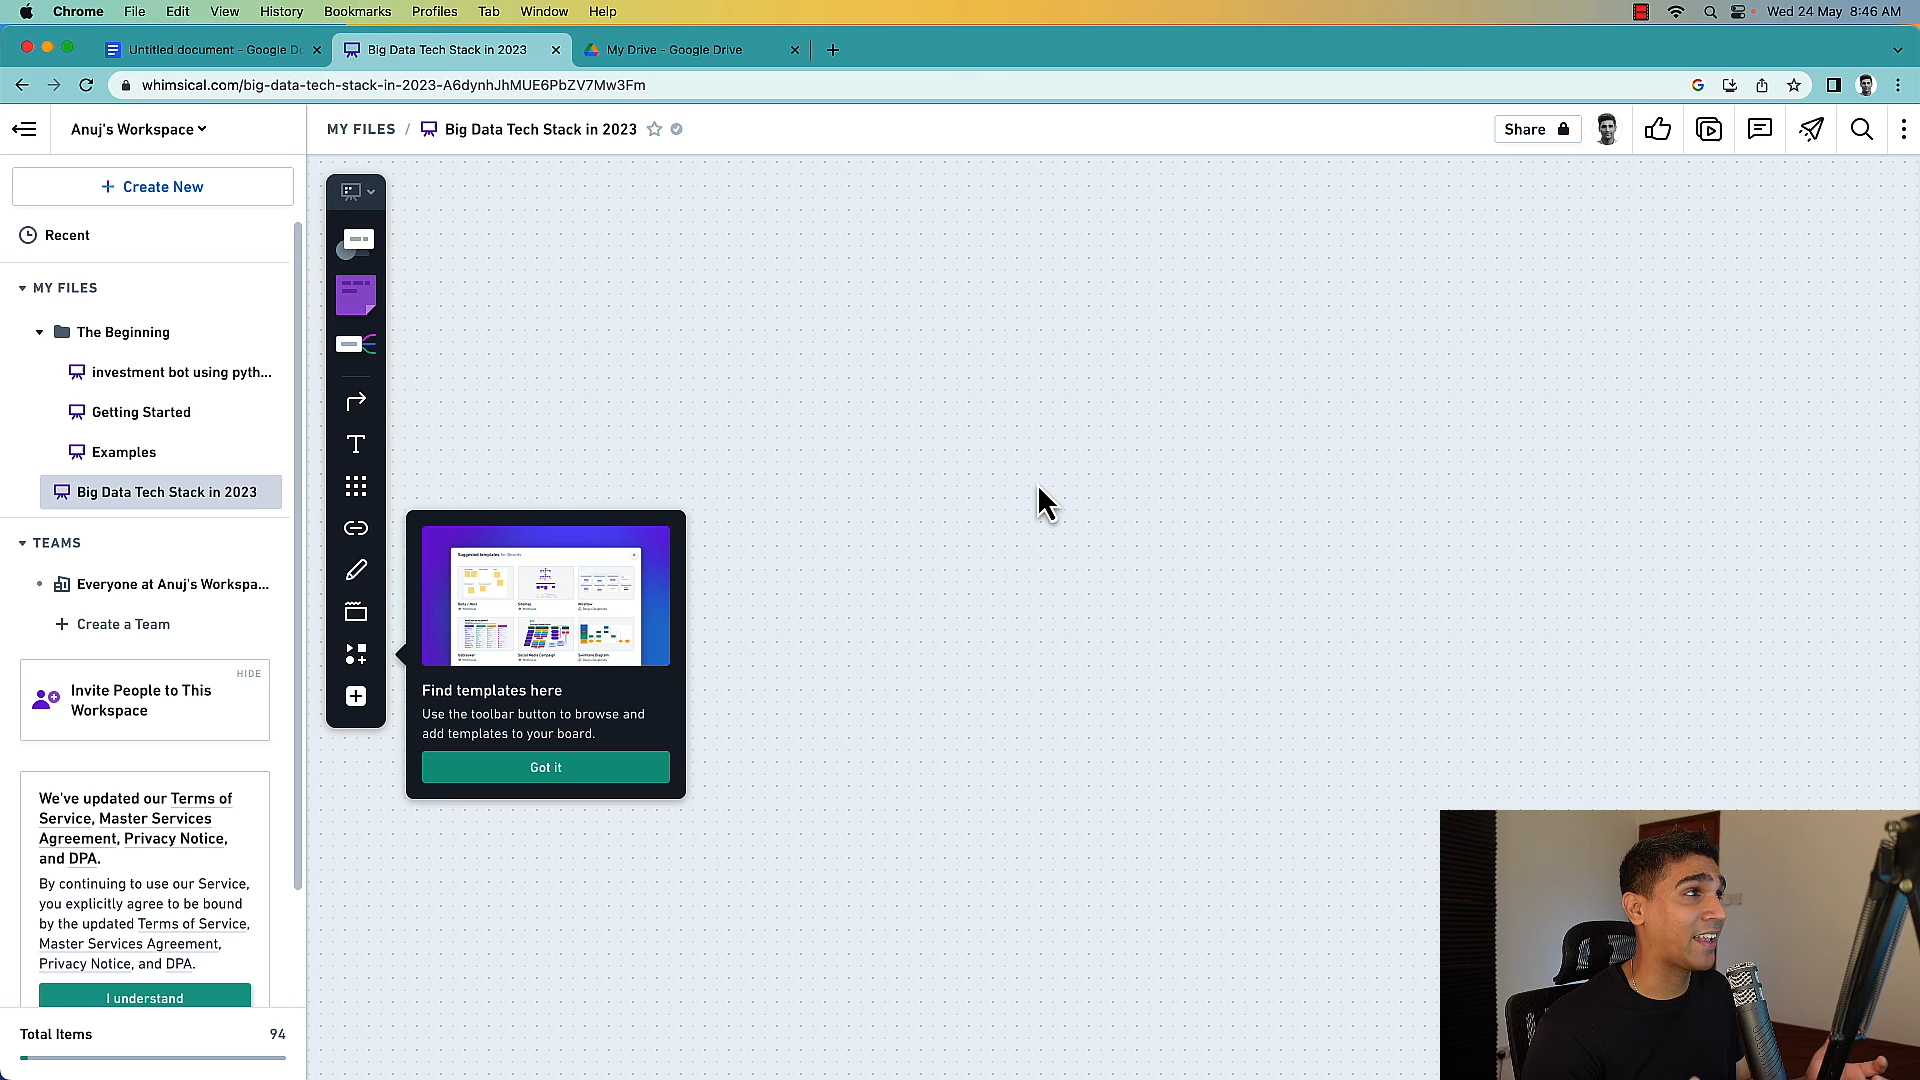 Chrome File Edit View History Bookmarks Profiles Tab Window Help
Wed 24 May 8:46 AM
Untitled document - Google Do
Big Data Tech Stack in 2023
My Drive - Google Drive
whimsical.com/big-data-tech-stack-in-2023-A6dynhJhMUE6PbZV7Mw3Fm
Anuj's Workspace
MY FILES / Big Data Tech Stack in 2023
Share
+ Create New
Recent
MY FILES
The Beginning
investment bot using pyth...
Getting Started
Examples
Big Data Tech Stack in 2023
TEAMS
Everyone at Anuj's Workspa...
+ Create a Team
HIDE
Invite People to This
Workspace
We've updated our Terms of
Service, Master Services
Agreement, Privacy Notice,
and DPA.
By continuing to use our Service,
you explicitly agree to be bound
by the updated Terms of Service,
Master Services Agreement,
Privacy Notice, and DPA.
I understand
Total Items 94
T
Suggested templates for Boards
Find templates here
Use the toolbar button to browse and
add templates to your board.
Got it